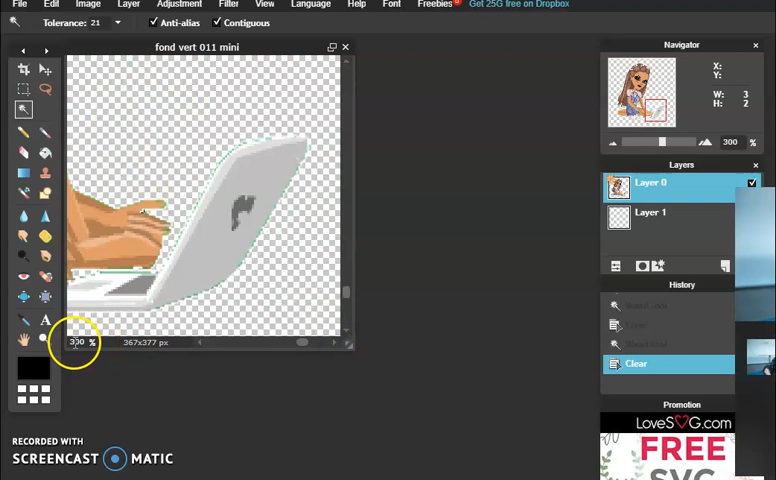 File Edit Image Layer Adjustment Filter View Language Help Font Freebies Get 25G free on Dropbox
Tolerance: 21 Anti-alias Contiguous
fond vert 011 mini
Navigator
X:
Y:
W: 3
H: 2
300 %
Layers
Layer 0
Layer 1
History
Clear
300 % 367x377 px
A
Promotion
LoveSVG.com
FREE
SVG
RECORDED WITH
SCREENCAST MATIC